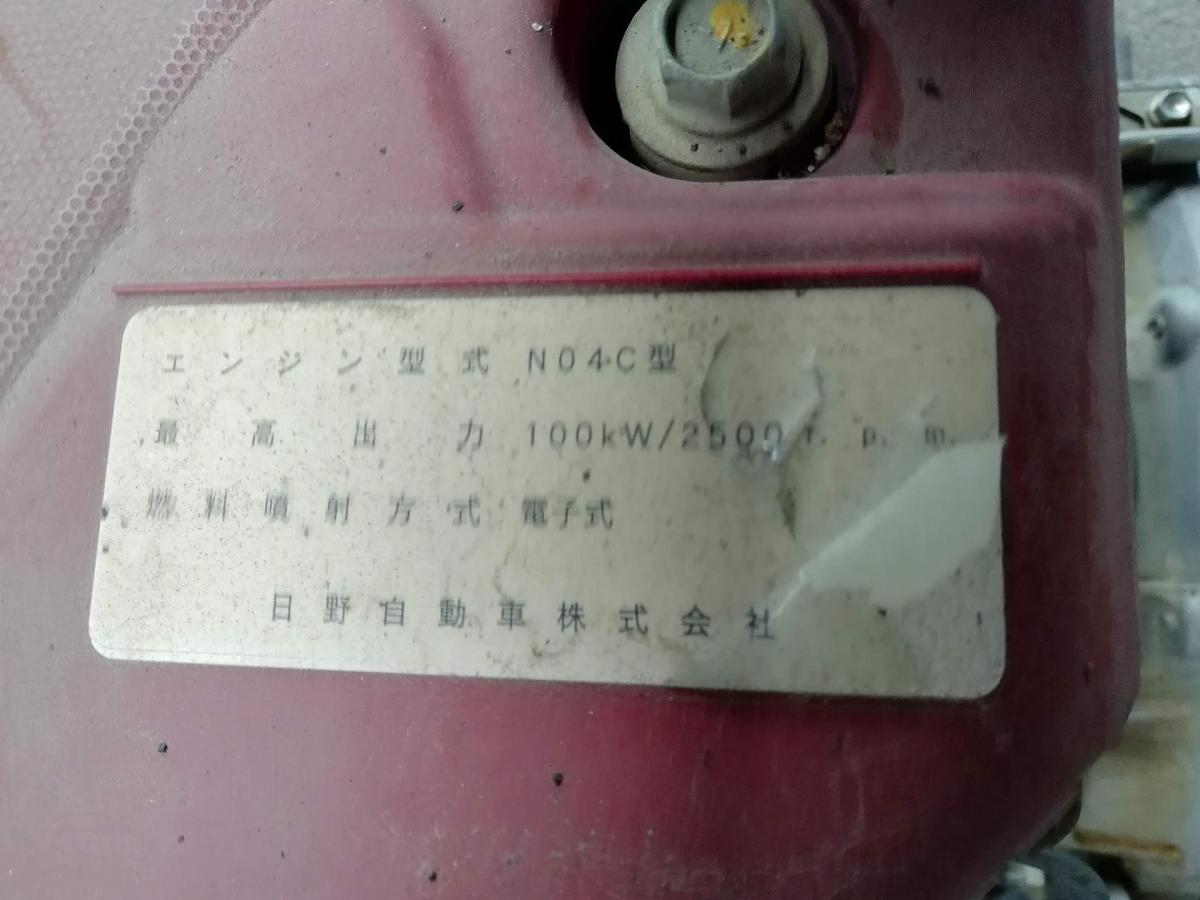 エンジン型式 N04C型
最高出力 100kW/2500 r. p. m.
燃料噴射方式 電子式
日野自動車株式会社